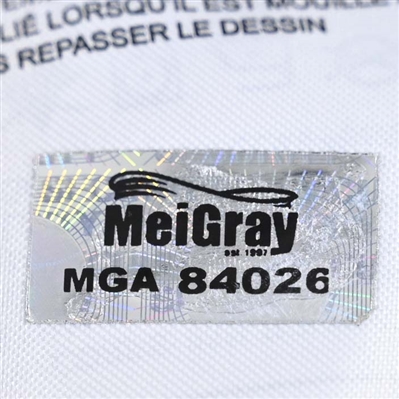 LIÉ LORSQU'IL EST MOUILLÉ
S REPASSER LE DESSIN
MeiGray
est. 1997
MGA 84026